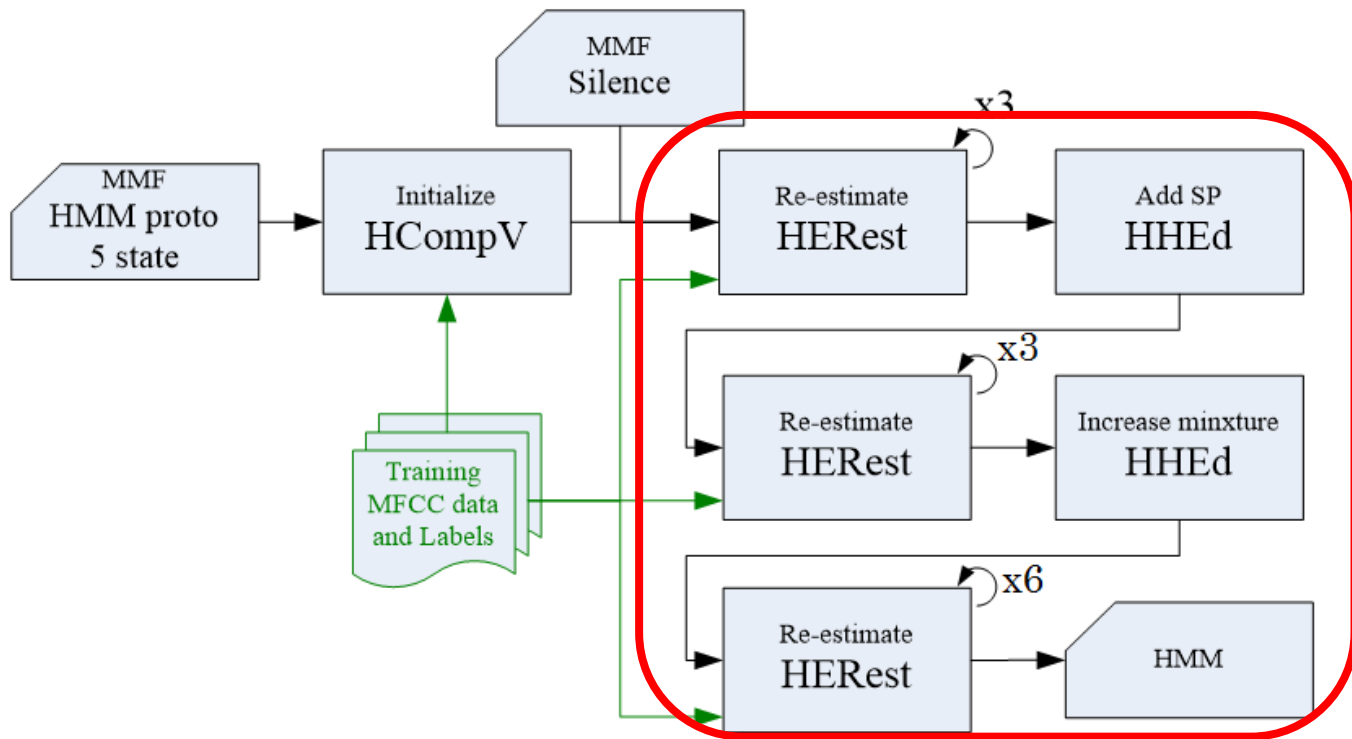 MMF
Silence
x3
MMF
HMM proto
5 state
Initialize
HCompV
Re-estimate
HERest
Add SP
HHEd
x3
Re-estimate
HERest
Increase minxture
HHEd
Training
MFCC data
and Labels
x6
Re-estimate
HERest
HMM